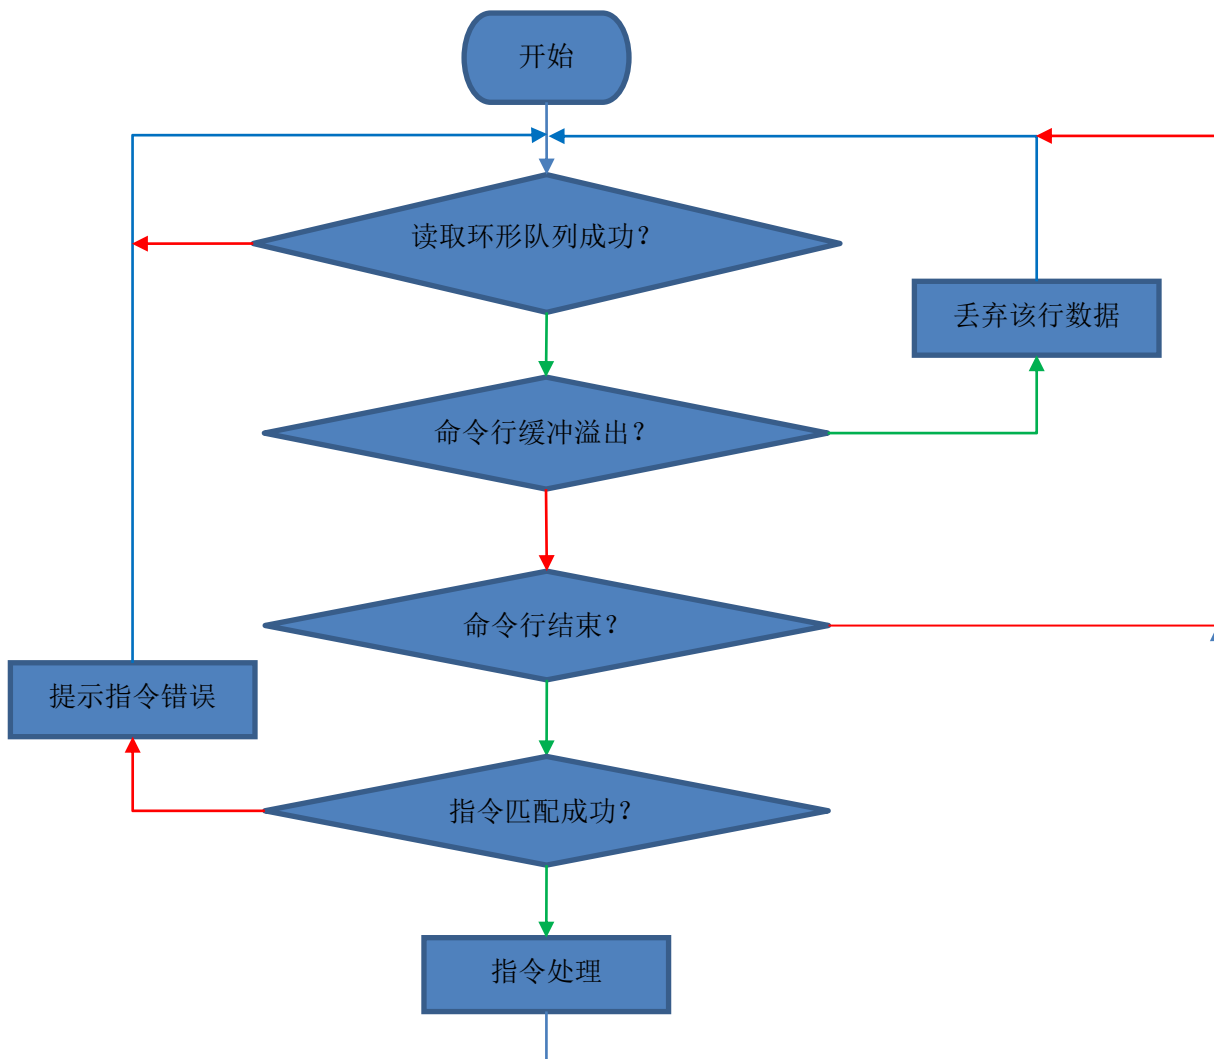 开始
读取环形队列成功？
丢弃该行数据
命令行缓冲溢出？
命令行结束？
提示指令错误
指令匹配成功？
指令处理